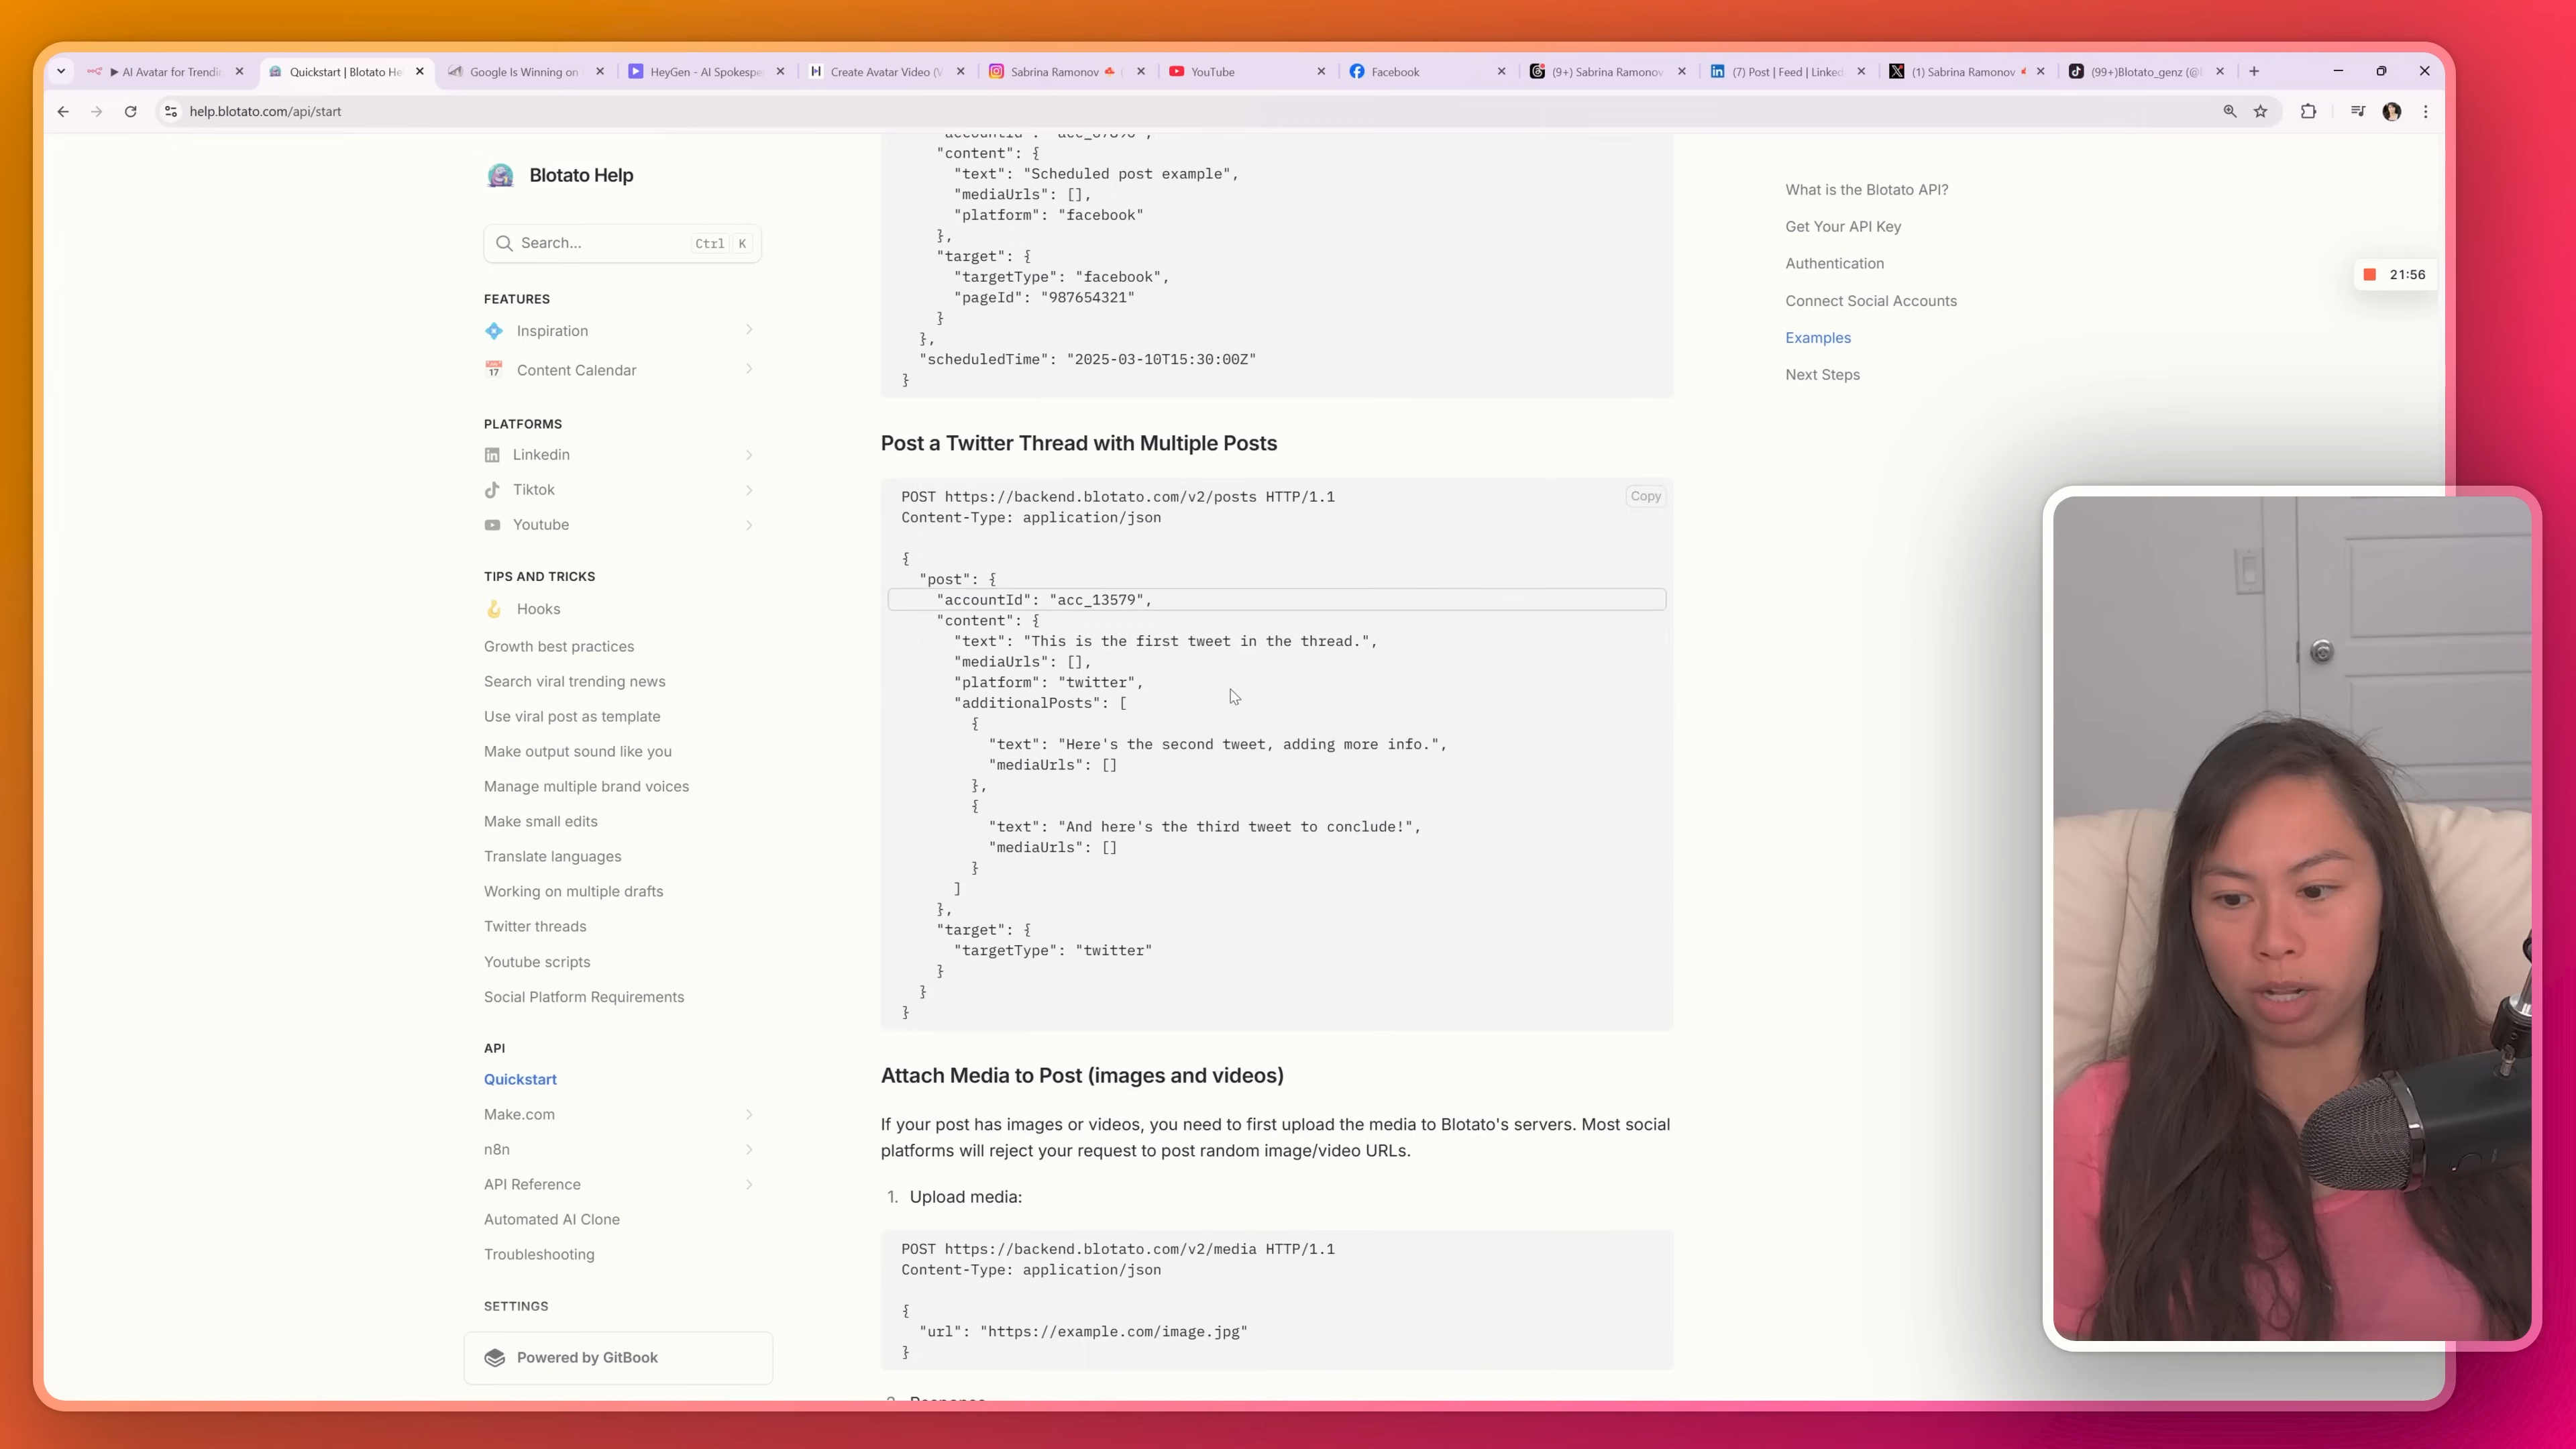 AI Avatar for Trendin
Quickstart | Blotato He
Google Is Winning on
HeyGen - AI Spokespe
Create Avatar Video (V
Sabrina Ramonov
YouTube
Facebook
(9+) Sabrina Ramonov
(7) Post | Feed | Linked
(1) Sabrina Ramonov
(99+)Blotato_genz (@
help.blotato.com/api/start
Blotato Help
Search...
Ctrl
K
FEATURES
Inspiration
Content Calendar
PLATFORMS
Linkedin
Tiktok
Youtube
TIPS AND TRICKS
Hooks
Growth best practices
Search viral trending news
Use viral post as template
Make output sound like you
Manage multiple brand voices
Make small edits
Translate languages
Working on multiple drafts
Twitter threads
Youtube scripts
Social Platform Requirements
API
Quickstart
Make.com
n8n
API Reference
Automated AI Clone
Troubleshooting
SETTINGS
Powered by GitBook
"content": {
"text": "Scheduled post example",
"mediaUrls": [],
"platform": "facebook"
},
"target": {
"targetType": "facebook",
"pageId": "987654321"
}
},
"scheduledTime": "2025-03-10T15:30:00Z"
}
Post a Twitter Thread with Multiple Posts
POST https://backend.blotato.com/v2/posts HTTP/1.1
Copy
Content-Type: application/json
{
"post": {
"accountId": "acc_13579",
"content": {
"text": "This is the first tweet in the thread.",
"mediaUrls": [],
"platform": "twitter",
"additionalPosts": [
{
"text": "Here's the second tweet, adding more info.",
"mediaUrls": []
},
{
"text": "And here's the third tweet to conclude!",
"mediaUrls": []
}
]
},
"target": {
"targetType": "twitter"
}
}
}
Attach Media to Post (images and videos)
If your post has images or videos, you need to first upload the media to Blotato's servers. Most social
platforms will reject your request to post random image/video URLs.
1. Upload media:
POST https://backend.blotato.com/v2/media HTTP/1.1
Content-Type: application/json
{
"url": "https://example.com/image.jpg"
}
What is the Blotato API?
Get Your API Key
Authentication
Connect Social Accounts
Examples
Next Steps
21:56